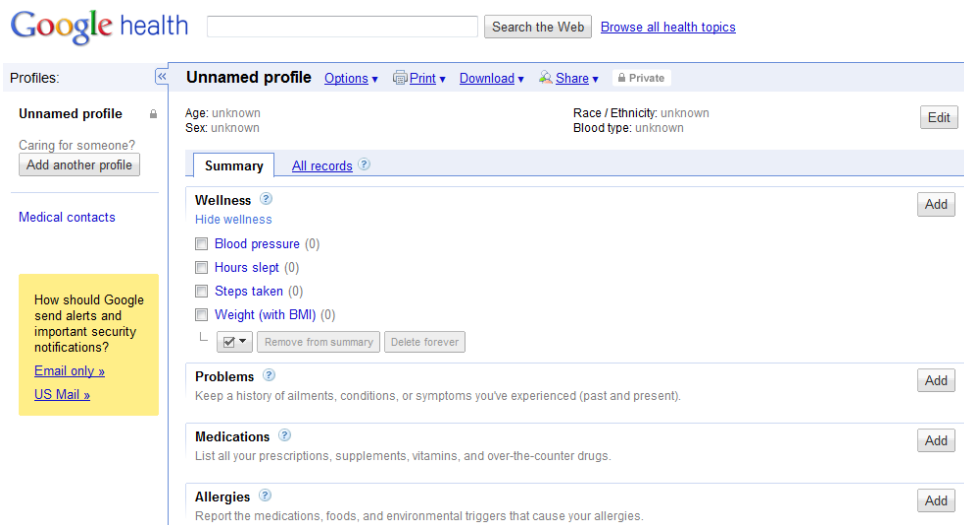 Google health Search the Web Browse all health topics
Profiles: « Unnamed profile Options ▾ Print ▾ Download ▾ Share ▾ Private
Unnamed profile
Caring for someone?
Add another profile
Medical contacts
How should Google
send alerts and
important security
notifications?
Email only »
US Mail »
Age: unknown
Sex: unknown
Race / Ethnicity: unknown
Blood type: unknown
Edit
Summary All records ?
Wellness ? Add
Hide wellness
Blood pressure (0)
Hours slept (0)
Steps taken (0)
Weight (with BMI) (0)
Remove from summary Delete forever
Problems ? Add
Keep a history of ailments, conditions, or symptoms you've experienced (past and present).
Medications ? Add
List all your prescriptions, supplements, vitamins, and over-the-counter drugs.
Allergies ? Add
Report the medications, foods, and environmental triggers that cause your allergies.